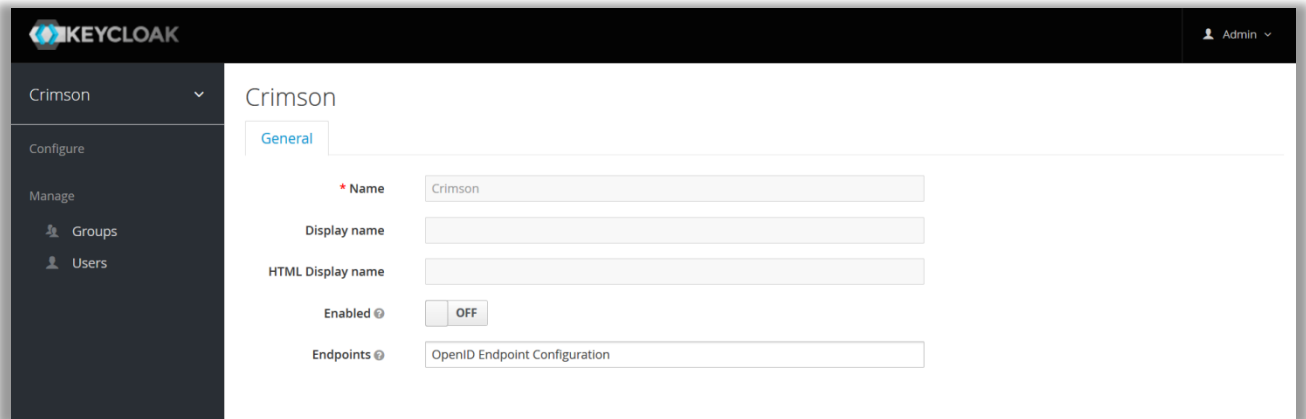 KEYCLOAK
Admin
Crimson
Configure
Manage
Groups
Users
Crimson
General
* Name Crimson
Display name
HTML Display name
Enabled OFF
Endpoints OpenID Endpoint Configuration